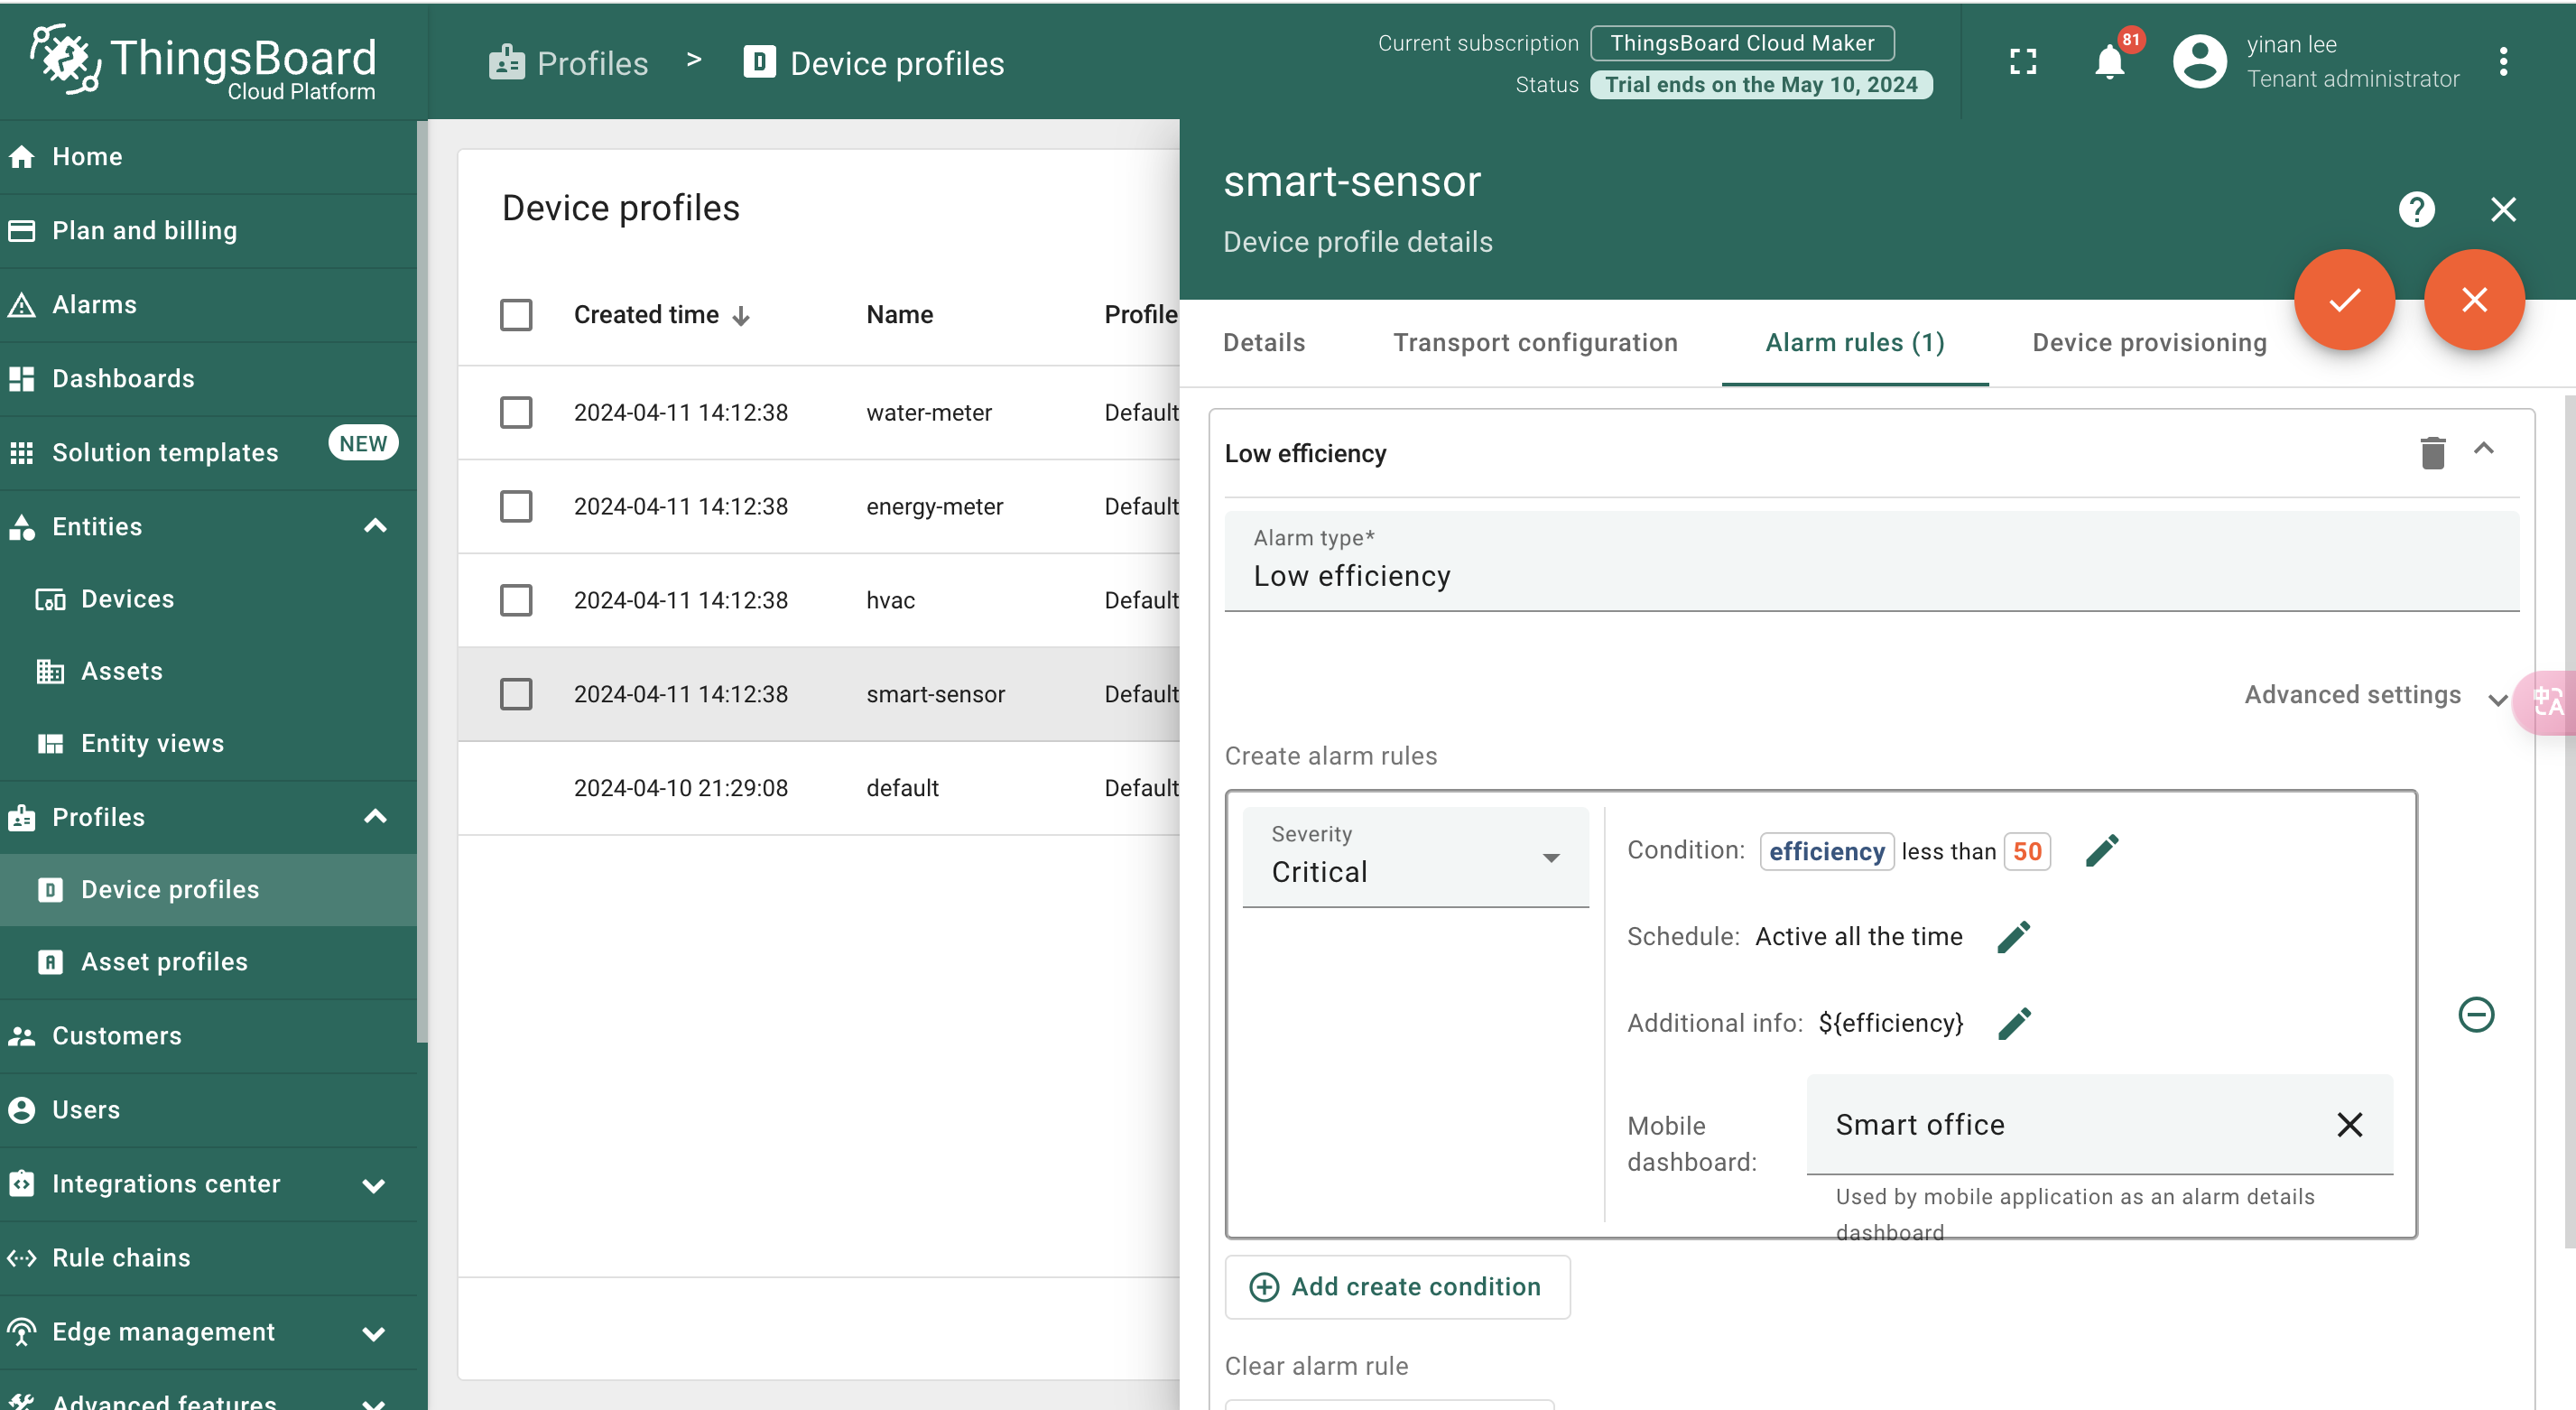 ThingsBoard
Cloud Platform
Profiles > Device profiles
Current subscription ThingsBoard Cloud Maker
Status Trial ends on the May 10, 2024
81
yinan lee
Tenant administrator
Home
Plan and billing
Alarms
Dashboards
Solution templates NEW
Entities
Devices
Assets
Entity views
Profiles
Device profiles
Asset profiles
Customers
Users
Integrations center
Rule chains
Edge management
Advanced features
Device profiles
Created time Name Profile
2024-04-11 14:12:38 water-meter Default
2024-04-11 14:12:38 energy-meter Default
2024-04-11 14:12:38 hvac Default
2024-04-11 14:12:38 smart-sensor Default
2024-04-10 21:29:08 default Default
smart-sensor
Device profile details
Details Transport configuration Alarm rules (1) Device provisioning
Low efficiency
Alarm type*
Low efficiency
Advanced settings
中A
Create alarm rules
Severity
Critical
Condition: efficiency less than 50
Schedule: Active all the time
Additional info: ${efficiency}
Mobile
dashboard:
Smart office
Used by mobile application as an alarm details
dashboard
Add create condition
Clear alarm rule